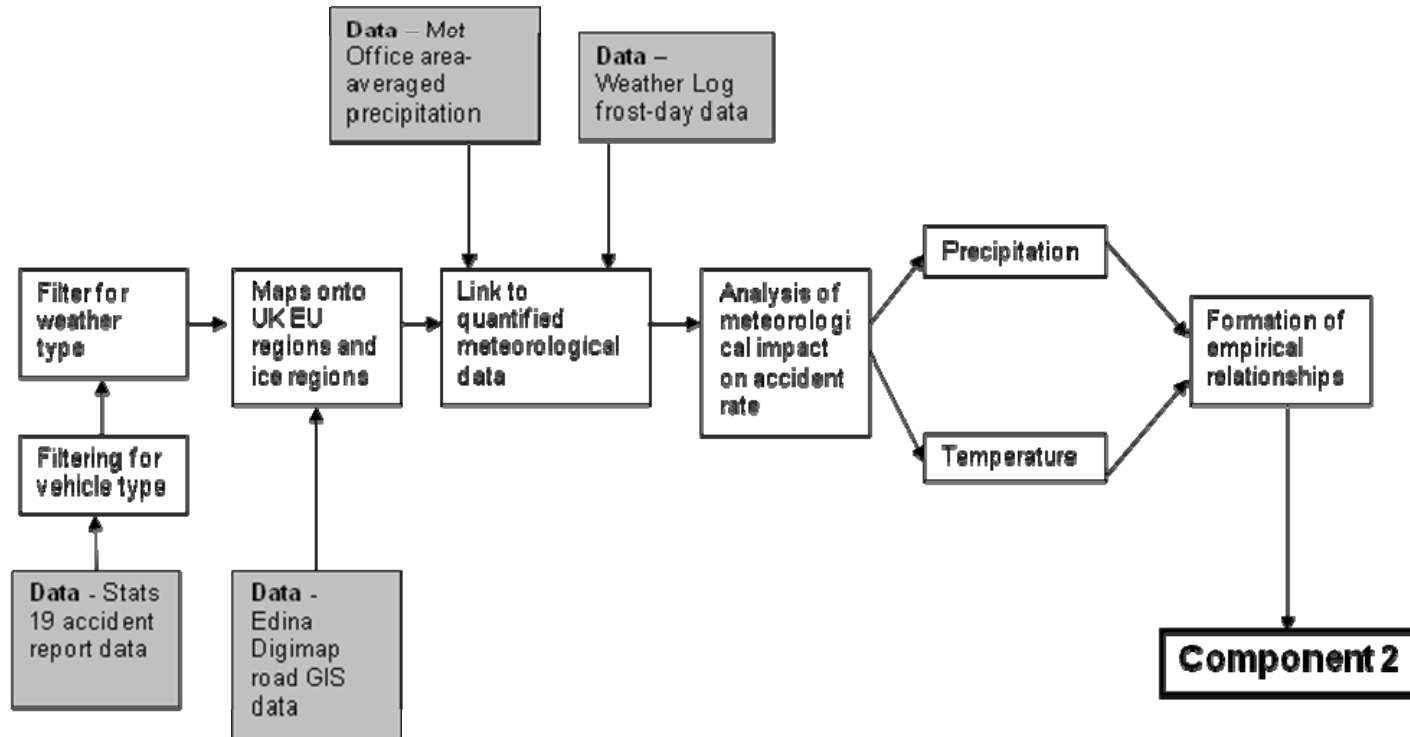 Data – Met
Office area-
averaged
precipitation
Data –
Weather Log
frost-day data
Filter for
weather
type
Maps onto
UK EU
regions and
ice regions
Link to
quantified
meteorological
data
Analysis of
meteorologi
cal impact
on accident
rate
Precipitation
Temperature
Formation of
empirical
relationships
Filtering for
vehicle type
Data - Stats
19 accident
report data
Data -
Edina
Digimap
road GIS
data
Component 2